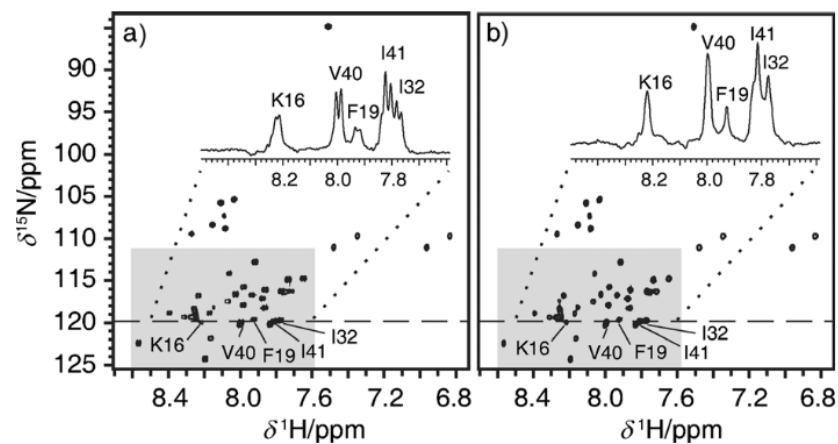 a)
K16 V40 F19 I41 I32
8.2 8.0 7.8
90
95
100
105
110
115
120
125
δ¹⁵N/ppm
K16 V40 F19 I41 I32
8.4 8.0 7.6 7.2 6.8
δ¹H/ppm
b)
K16 V40 F19 I41 I32
8.2 8.0 7.8
K16 V40 F19 I41 I32
8.4 8.0 7.6 7.2 6.8
δ¹H/ppm